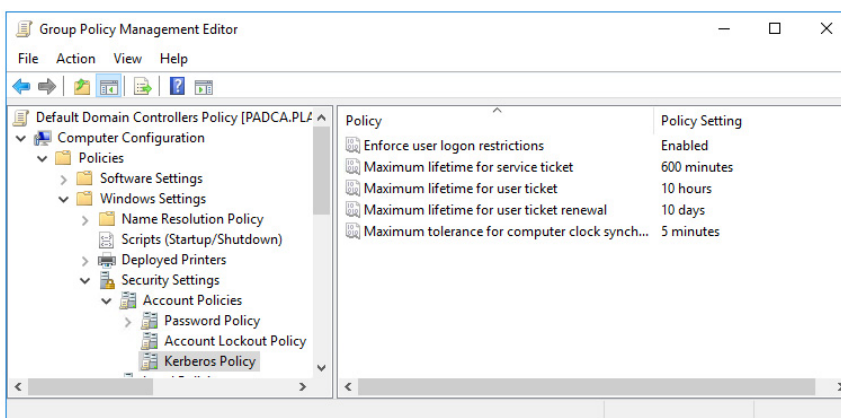 Group Policy Management Editor
File Action View Help
Default Domain Controllers Policy [PADCA.PLA
Computer Configuration
Policies
Software Settings
Windows Settings
Name Resolution Policy
Scripts (Startup/Shutdown)
Deployed Printers
Security Settings
Account Policies
Password Policy
Account Lockout Policy
Kerberos Policy
Policy Policy Setting
Enforce user logon restrictions Enabled
Maximum lifetime for service ticket 600 minutes
Maximum lifetime for user ticket 10 hours
Maximum lifetime for user ticket renewal 10 days
Maximum tolerance for computer clock synch... 5 minutes